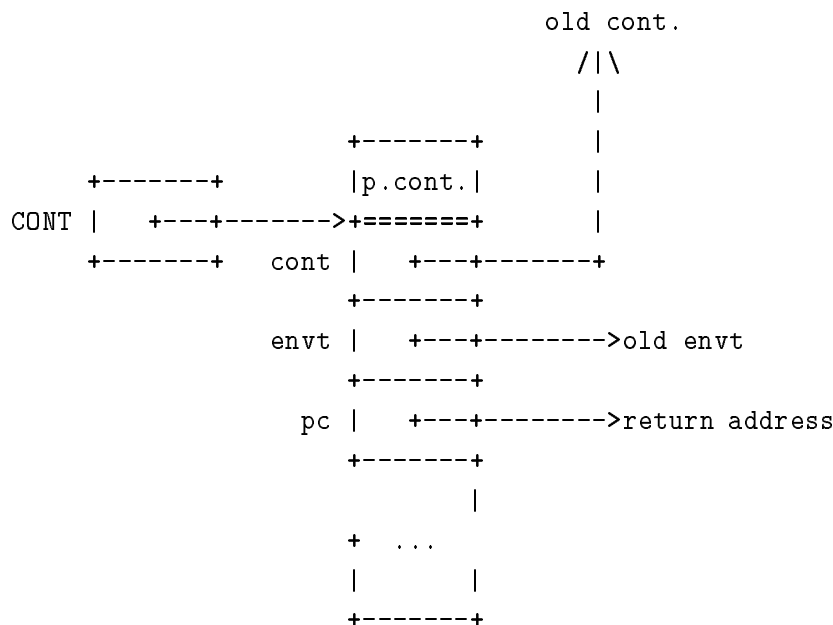 old cont.
/|\
|
+-------+ |
+-------+ |p.cont.| |
CONT | +---+------->+=======+ |
+-------+ cont | +---+-------+
+-------+
envt | +---+-------->old envt
+-------+
pc | +---+-------->return address
+-------+
|
+ ...
| |
+-------+